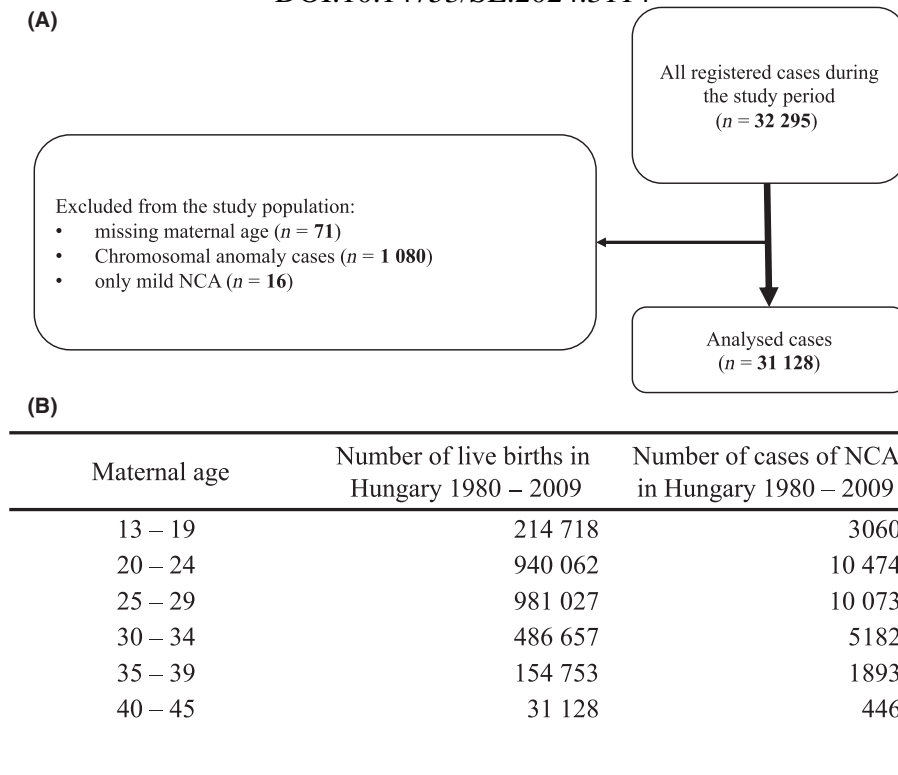 (A)
All registered cases during
the study period
(n = 32 295)
Excluded from the study population:
• missing maternal age (n = 71)
• Chromosomal anomaly cases (n = 1 080)
• only mild NCA (n = 16)
Analysed cases
(n = 31 128)
(B)
Maternal age Number of live births in Hungary 1980 – 2009 Number of cases of NCA in Hungary 1980 – 2009
13 – 19 214 718 3060
20 – 24 940 062 10 474
25 – 29 981 027 10 073
30 – 34 486 657 5182
35 – 39 154 753 1893
40 – 45 31 128 446